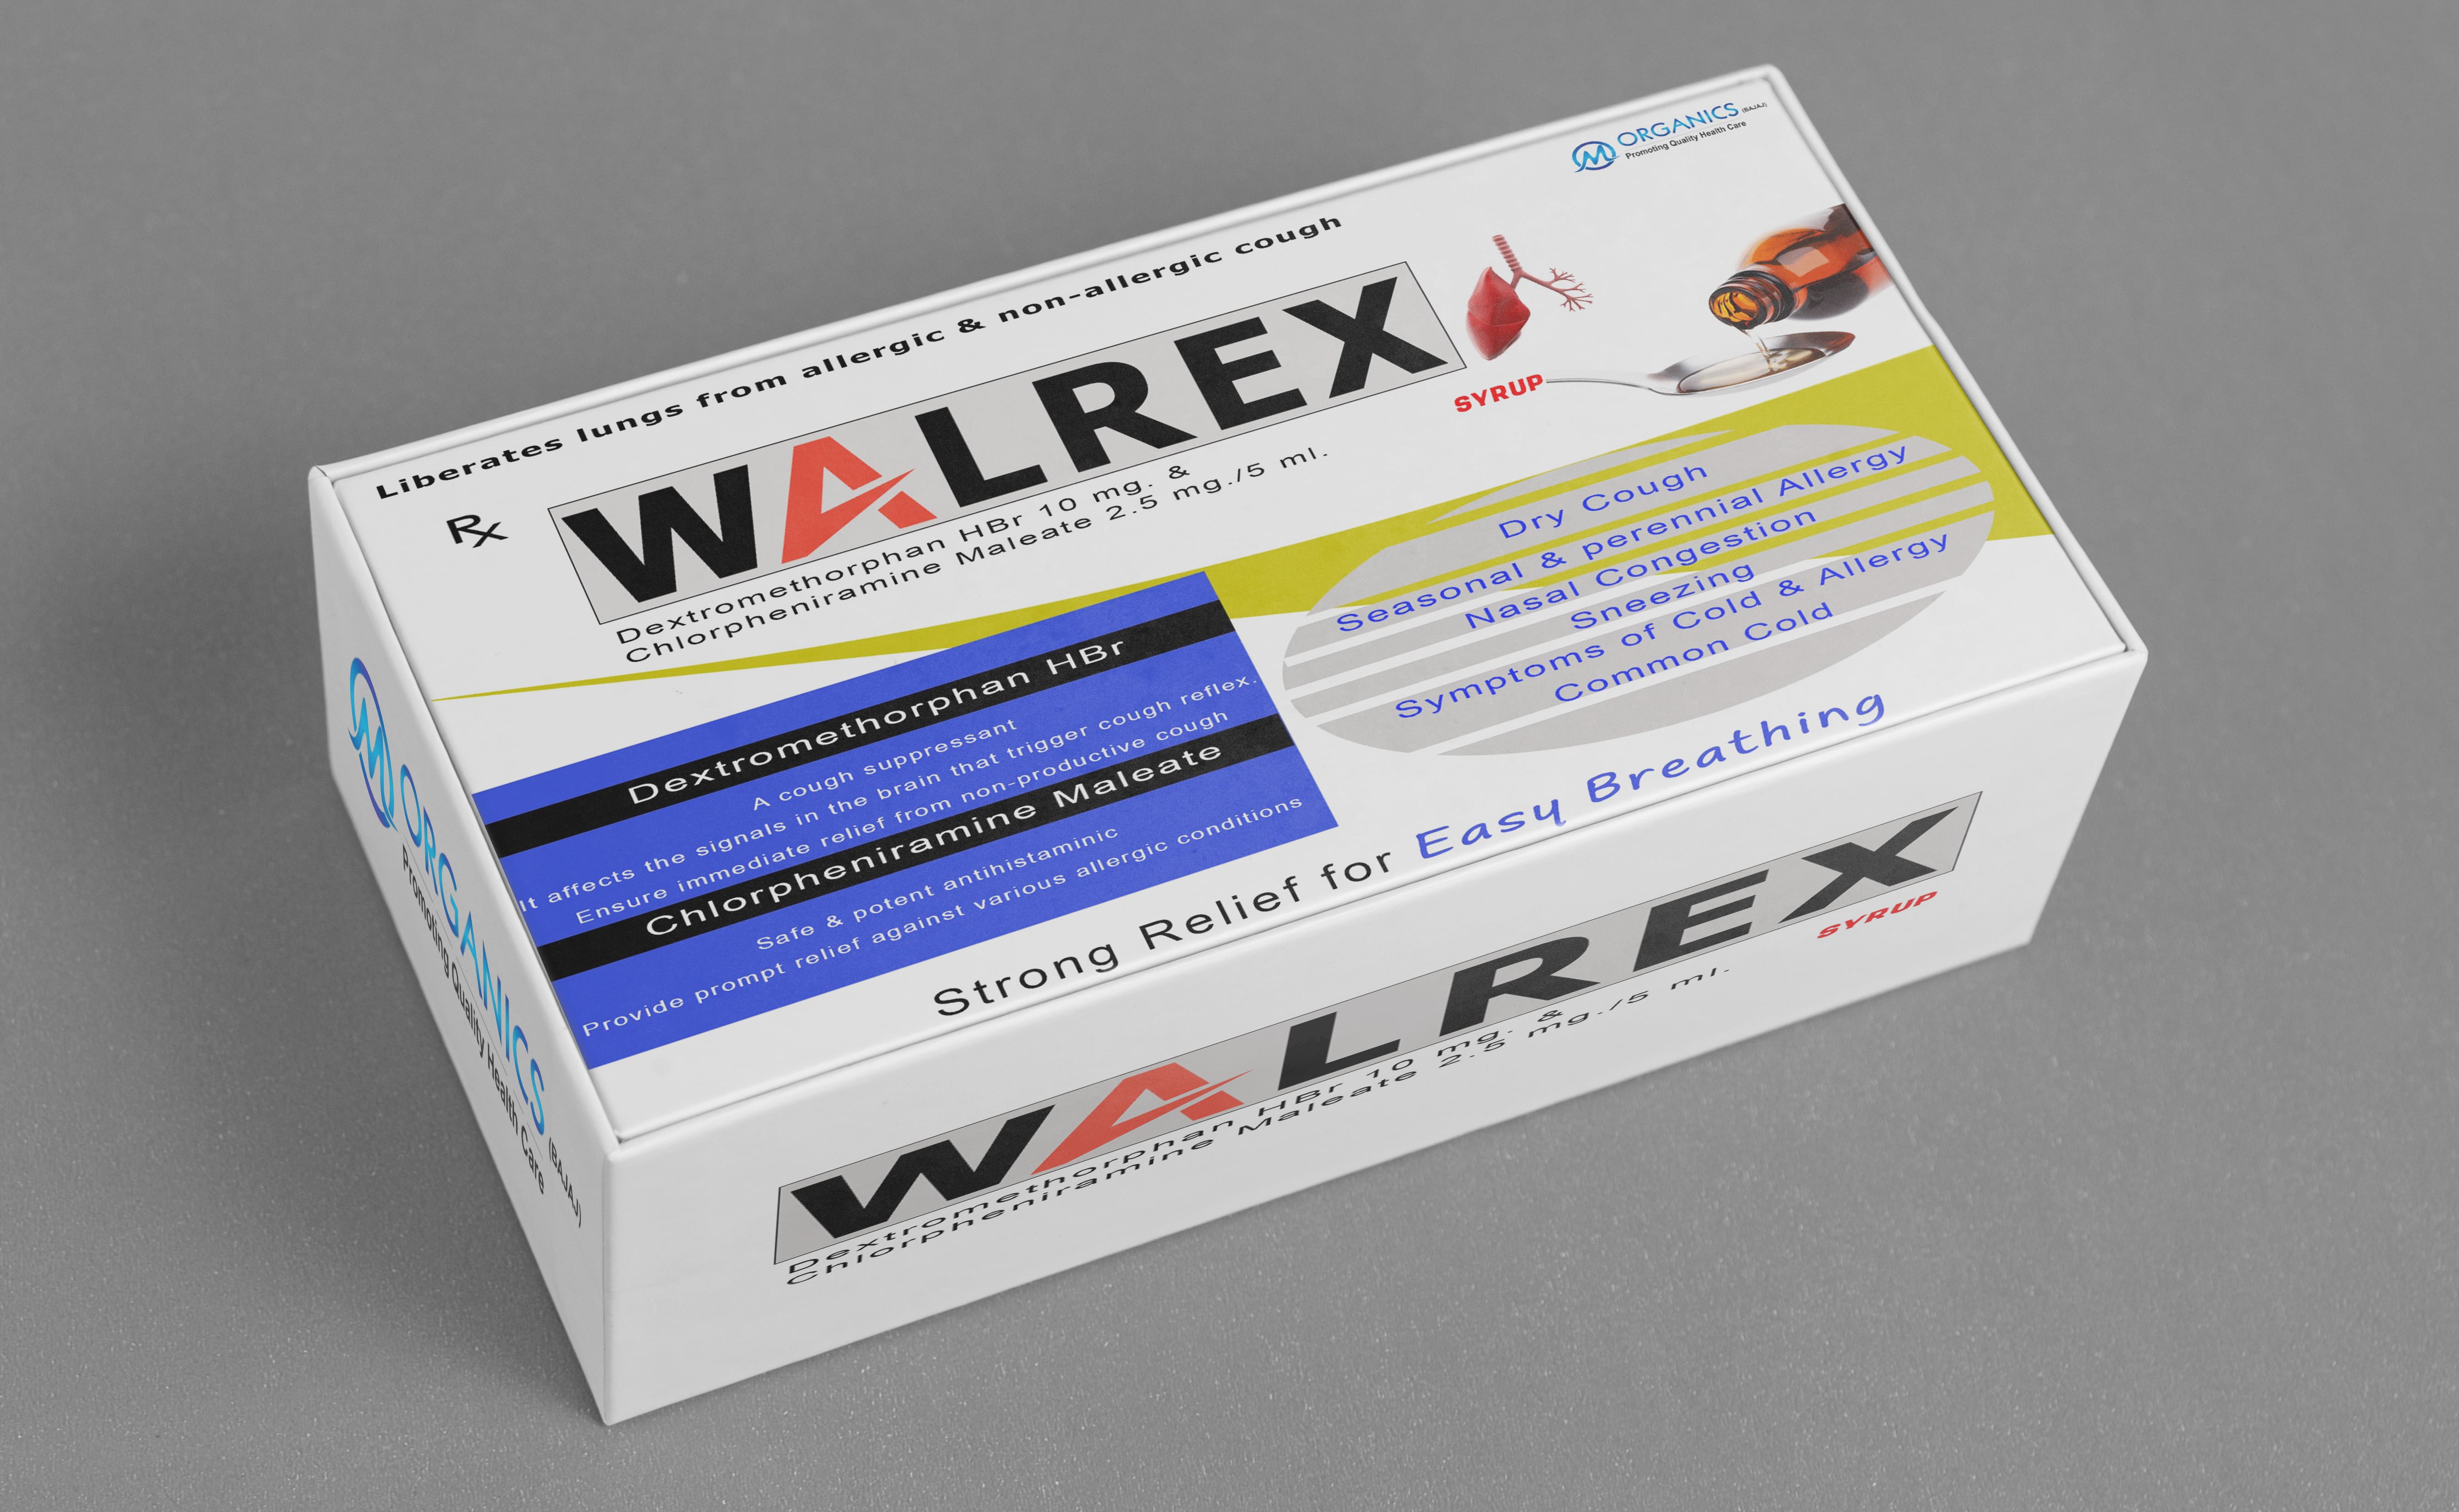 ORGANICS (BAJAJ)
Promoting Quality Health Care
Liberates lungs from allergic & non-allergic cough
Rx
WALREX
SYRUP
Dextromethorphan HBr 10 mg. &
Chlorpheniramine Maleate 2.5 mg./5 ml.
Dextromethorphan HBr
A cough suppressant
It affects the signals in the brain that trigger cough reflex.
Ensure immediate relief from non-productive cough
Chlorpheniramine Maleate
Safe & potent antihistaminic
Provide prompt relief against various allergic conditions
Dry Cough
Seasonal & perennial Allergy
Nasal Congestion
Sneezing
Symptoms of Cold & Allergy
Common Cold
Strong Relief for Easy Breathing
WALREX
SYRUP
Dextromethorphan HBr 10 mg. &
Chlorpheniramine Maleate 2.5 mg./5 ml.
ORGANICS (BAJAJ)
Promoting Quality Health Care